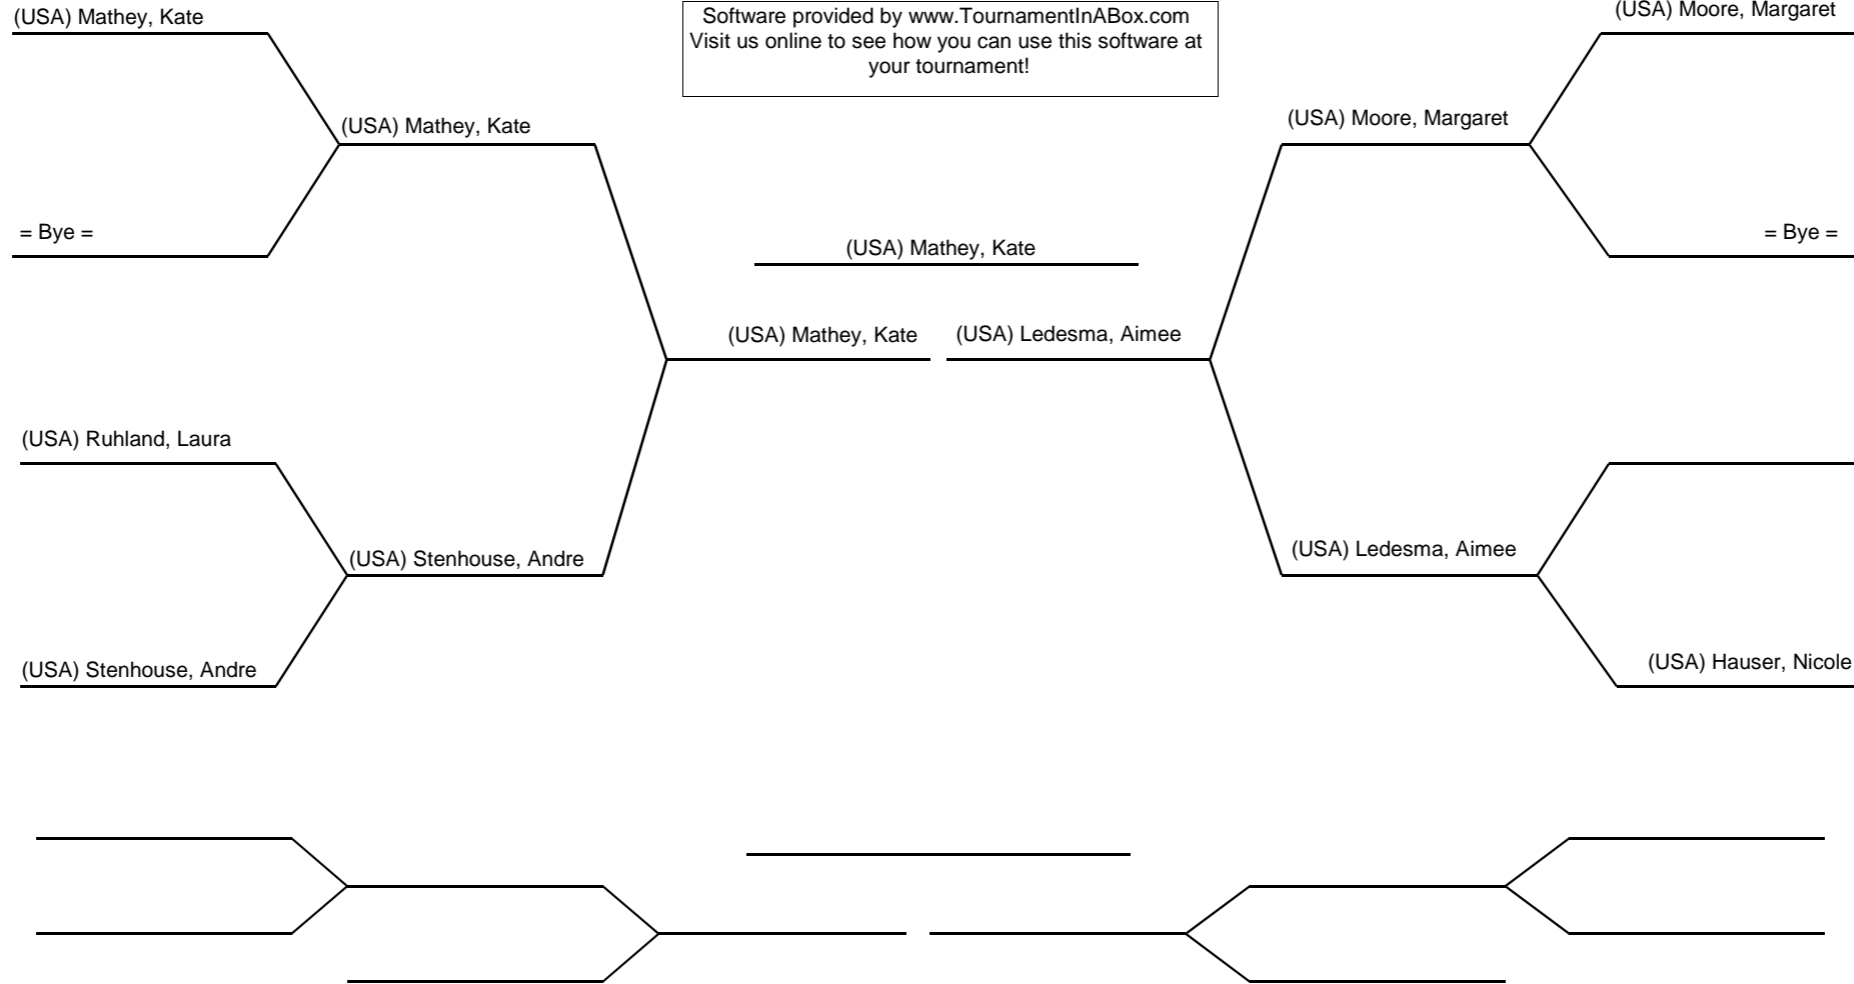 (USA) Mathey, Kate
Software provided by www.TournamentInABox.com
Visit us online to see how you can use this software at
your tournament!
(USA) Moore, Margaret
(USA) Mathey, Kate
(USA) Moore, Margaret
= Bye =
= Bye =
(USA) Mathey, Kate
(USA) Mathey, Kate
(USA) Ledesma, Aimee
(USA) Ruhland, Laura
(USA) Stenhouse, Andre
(USA) Ledesma, Aimee
(USA) Stenhouse, Andre
(USA) Hauser, Nicole